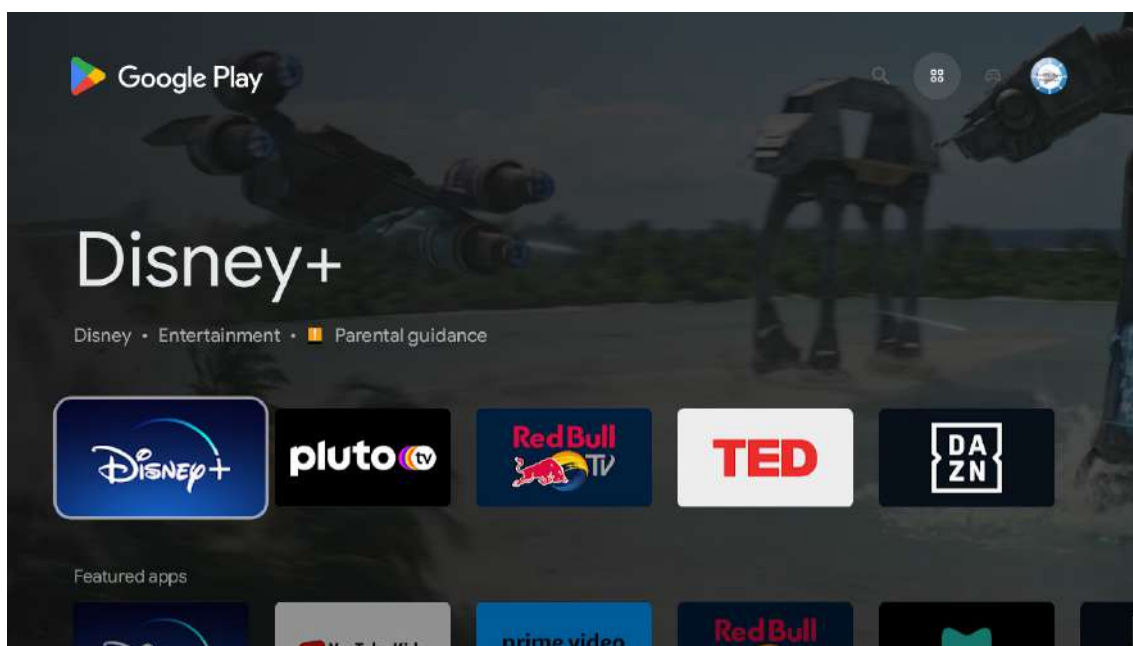 Google Play
Disney+
Disney • Entertainment • Parental guidance
Disney+
pluto tv
Red Bull
TV
TED
DA
ZN
Featured apps
prime video
Red Bull